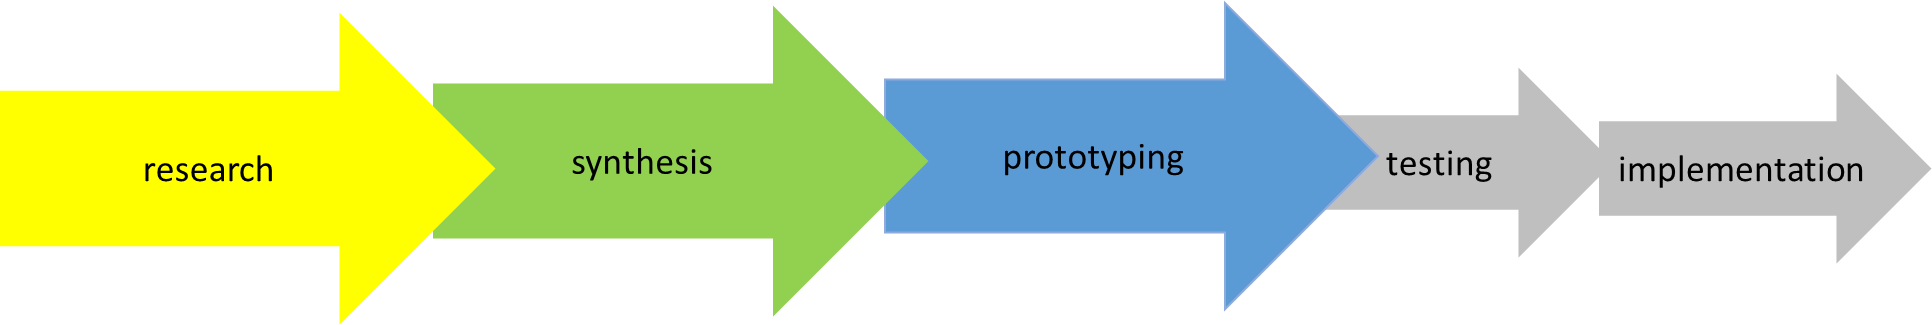 research
synthesis
prototyping
testing
implementation